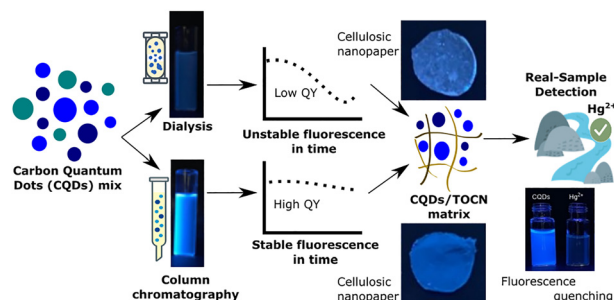 Carbon Quantum
Dots (CQDs) mix
Dialysis
Column
chromatography
Low QY
Unstable fluorescence
in time
High QY
Stable fluorescence
in time
Cellulosic
nanopaper
CQDs/TOCN
matrix
Cellulosic
nanopaper
Real-Sample
Detection
Hg²⁺
CQDs
Hg²⁺
Fluorescence
quenching